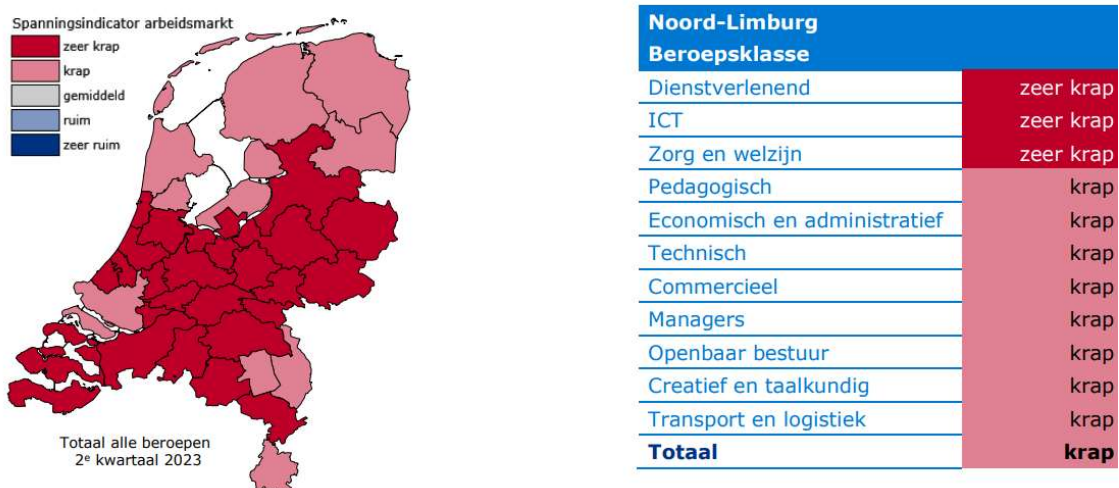 Spanningsindicator arbeidsmarkt
zeer krap
krap
gemiddeld
ruim
zeer ruim
Totaal alle beroepen
2ᵉ kwartaal 2023
Noord-Limburg
Beroepsklasse
Dienstverlenend zeer krap
ICT zeer krap
Zorg en welzijn zeer krap
Pedagogisch krap
Economisch en administratief krap
Technisch krap
Commercieel krap
Managers krap
Openbaar bestuur krap
Creatief en taalkundig krap
Transport en logistiek krap
Totaal krap